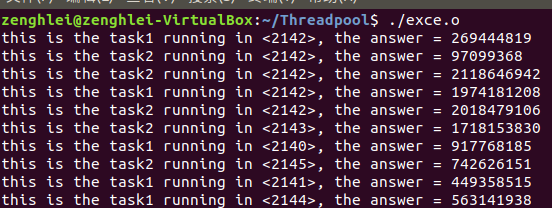 zenghlei@zenghlei-VirtualBox:~/Threadpool$ ./exce.o
this is the task1 running in <2142>, the answer = 269444819
this is the task2 running in <2142>, the answer = 97099368
this is the task1 running in <2142>, the answer = 2118646942
this is the task1 running in <2142>, the answer = 1974181208
this is the task2 running in <2142>, the answer = 2018479106
this is the task2 running in <2143>, the answer = 1718153830
this is the task1 running in <2140>, the answer = 917768185
this is the task2 running in <2145>, the answer = 742626151
this is the task1 running in <2141>, the answer = 449358515
this is the task1 running in <2144>, the answer = 563141938